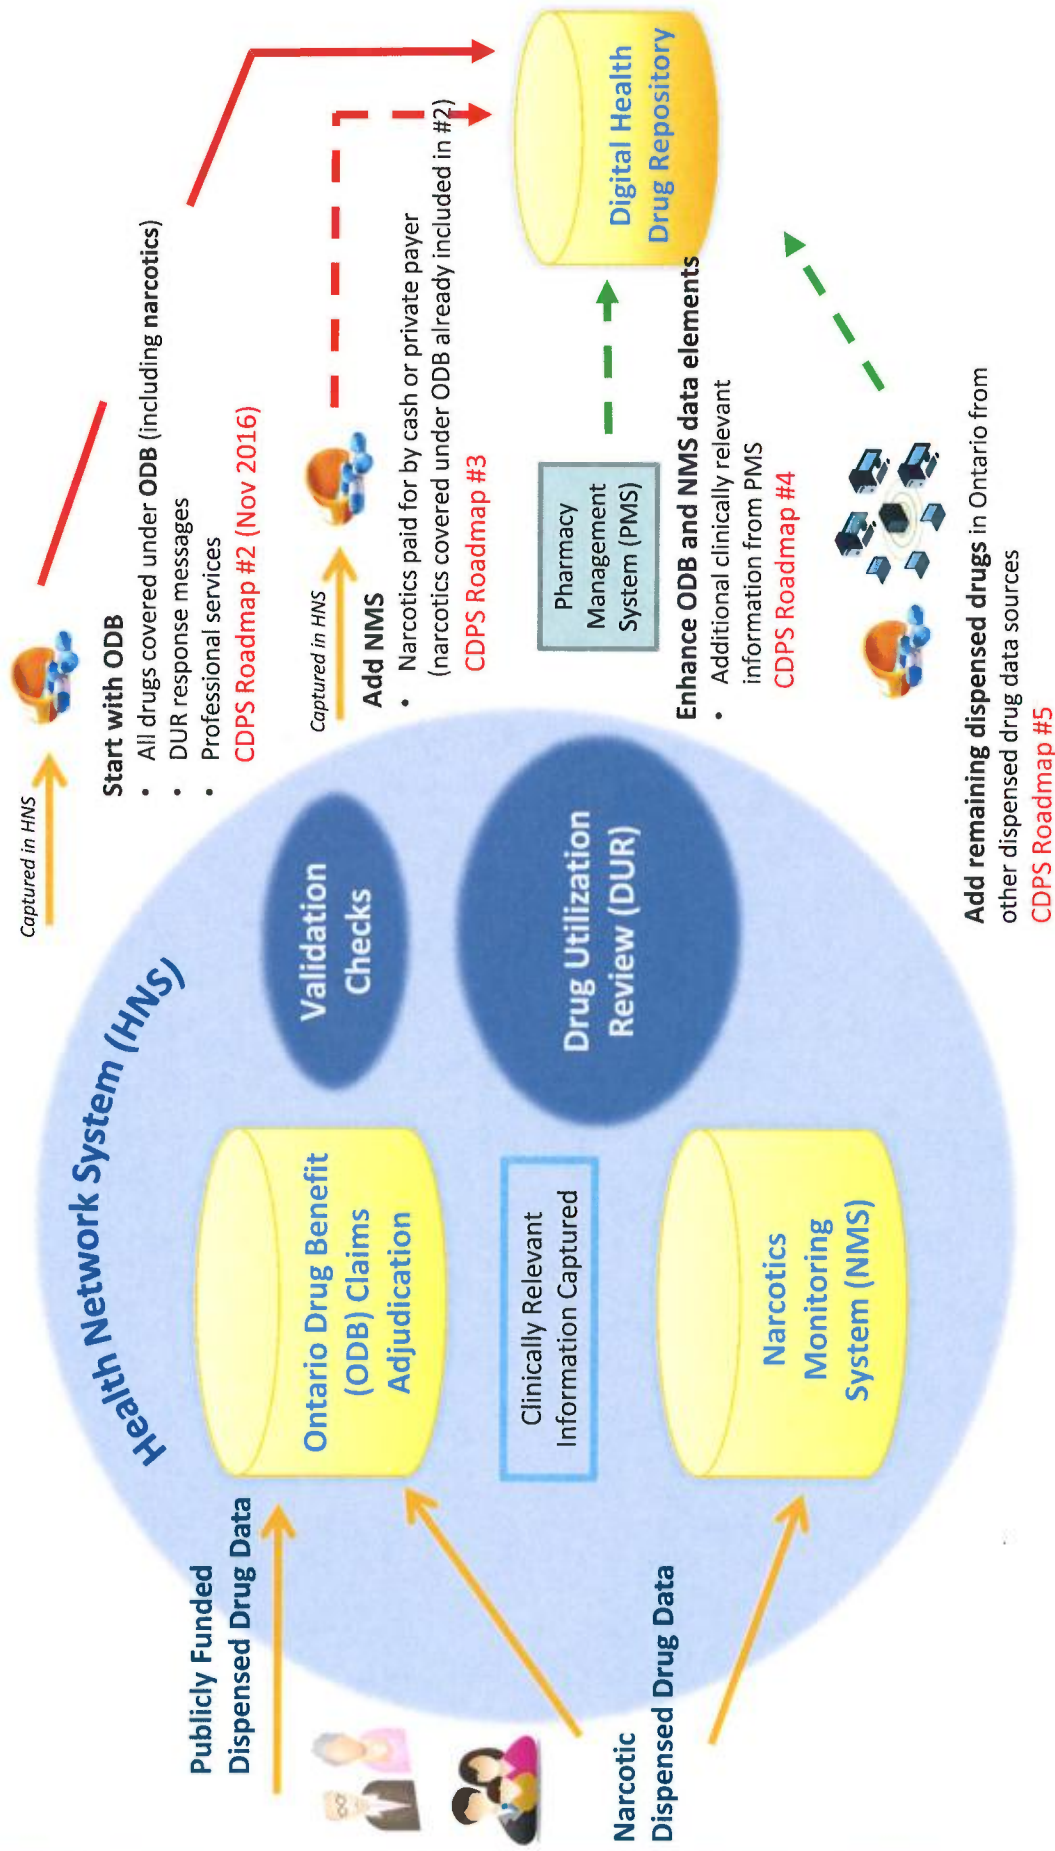 Health Network System (HNS)
Publicly Funded
Dispensed Drug Data
Narcotic
Dispensed Drug Data
Ontario Drug Benefit
(ODB) Claims
Adjudication
Clinically Relevant
Information Captured
Narcotics
Monitoring
System (NMS)
Validation
Checks
Drug Utilization
Review (DUR)
Captured in HNS
Start with ODB
• All drugs covered under ODB (including narcotics)
• DUR response messages
• Professional services
CDPS Roadmap #2 (Nov 2016)
Captured in HNS
Add NMS
• Narcotics paid for by cash or private payer
(narcotics covered under ODB already included in #2)
CDPS Roadmap #3
Pharmacy
Management
System (PMS)
Enhance ODB and NMS data elements
• Additional clinically relevant
information from PMS
CDPS Roadmap #4
Add remaining dispensed drugs in Ontario from
other dispensed drug data sources
CDPS Roadmap #5
Digital Health
Drug Repository